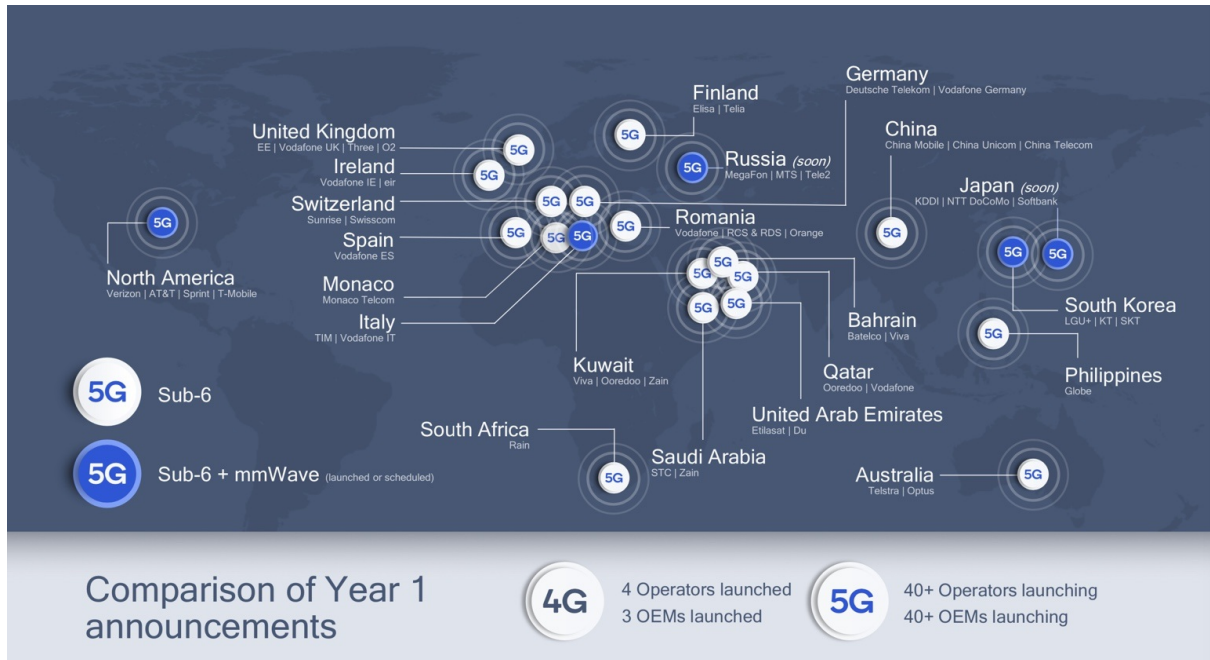 Germany
Deutsche Telekom | Vodafone Germany
Finland
Elisa | Telia
5G
United Kingdom
EE | Vodafone UK | Three | O2
5G
China
China Mobile | China Unicom | China Telecom
Ireland
Vodafone IE | eir
5G
Russia (soon)
MegaFon | MTS | Tele2
5G
Japan (soon)
KDDI | NTT DoCoMo | Softbank
Switzerland
Sunrise | Swisscom
5G
5G
Romania
Vodafone | RCS & RDS | Orange
5G
5G
North America
Verizon | AT&T | Sprint | T-Mobile
Spain
Vodafone ES
5G
5G
5G
5G
5G
5G
Monaco
Monaco Telcom
5G
5G
5G
5G
5G
South Korea
LGU+ | KT | SKT
Italy
TIM | Vodafone IT
Bahrain
Batelco | Viva
5G
Kuwait
Viva | Ooredoo | Zain
Qatar
Ooredoo | Vodafone
Philippines
Globe
5G
Sub-6
United Arab Emirates
Etilasat | Du
South Africa
Rain
5G
Saudi Arabia
STC | Zain
Australia
Telstra | Optus
5G
5G
Sub-6 + mmWave (launched or scheduled)
Comparison of Year 1
announcements
4G
4 Operators launched
3 OEMs launched
5G
40+ Operators launching
40+ OEMs launching